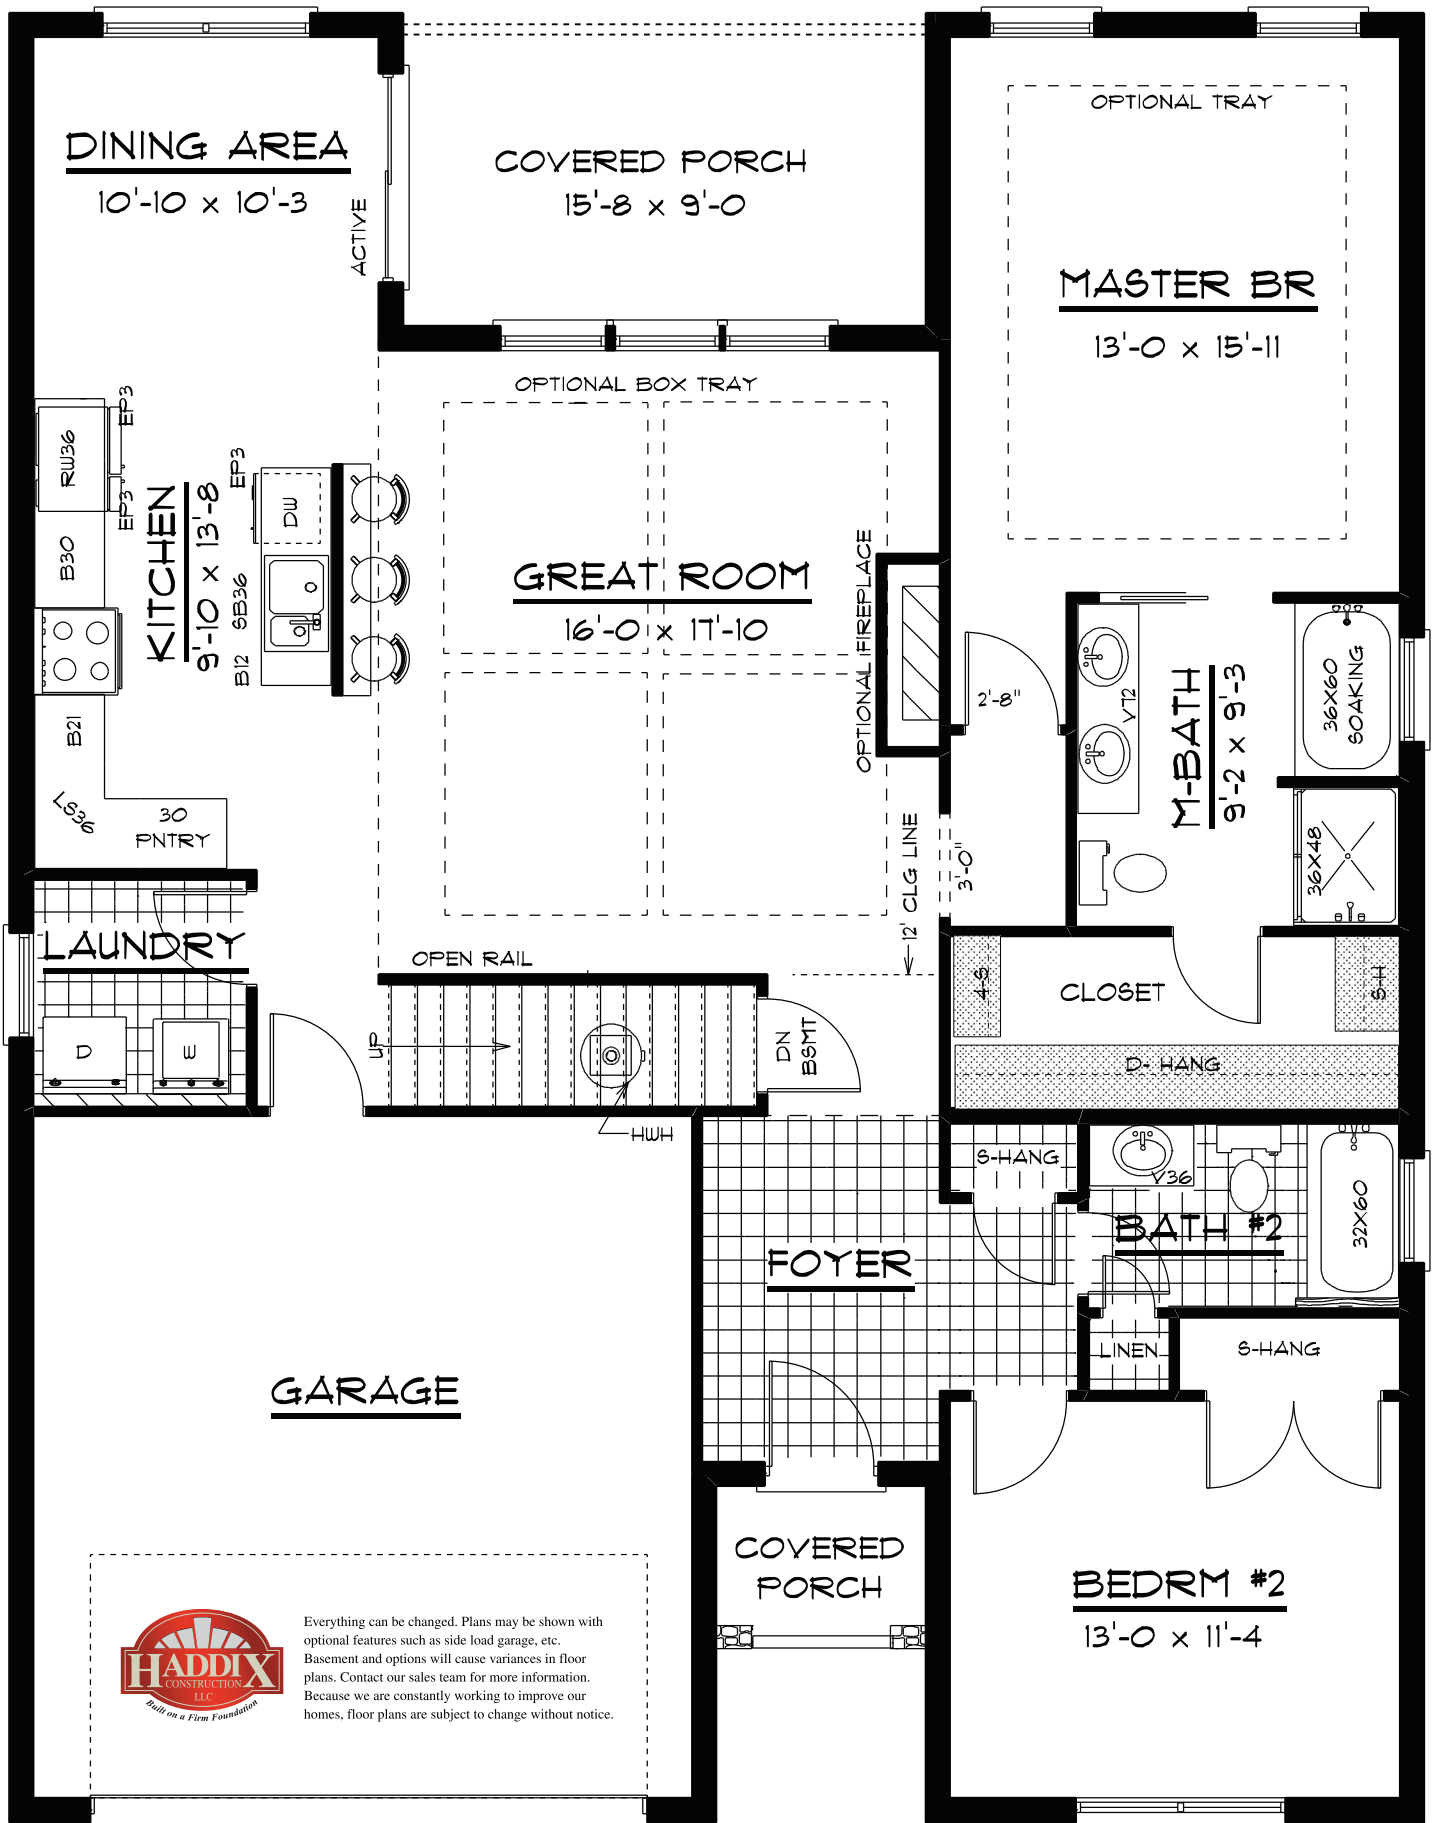 OPTIONAL TRAY
DINING AREA
10'-10 x 10'-3
COVERED PORCH
15'-8 x 9'-0
ACTIVE
MASTER BR
13'-0 x 15'-11
OPTIONAL BOX TRAY
EP3
RW36
EP3
B30
KITCHEN
9'-10 x 13'-8
EP3
DW
SB36
B12
GREAT ROOM
16'-0 x 17'-10
OPTIONAL FIREPLACE
2'-8"
V72
M-BATH
9'-2 x 9'-3
36X60
SOAKING
B21
LS36
30
PNTRY
36X48
3'-0"
12' CLG LINE
LAUNDRY
OPEN RAIL
4-S
CLOSET
S-H
D
W
UP
DN
BSMT
D- HANG
HWH
S-HANG
V36
BATH #2
32X60
FOYER
LINEN
S-HANG
GARAGE
COVERED
PORCH
BEDRM #2
13'-0 x 11'-4
HADDIX
CONSTRUCTION
LLC
Built on a Firm Foundation
Everything can be changed. Plans may be shown with
optional features such as side load garage, etc.
Basement and options will cause variances in floor
plans. Contact our sales team for more information.
Because we are constantly working to improve our
homes, floor plans are subject to change without notice.